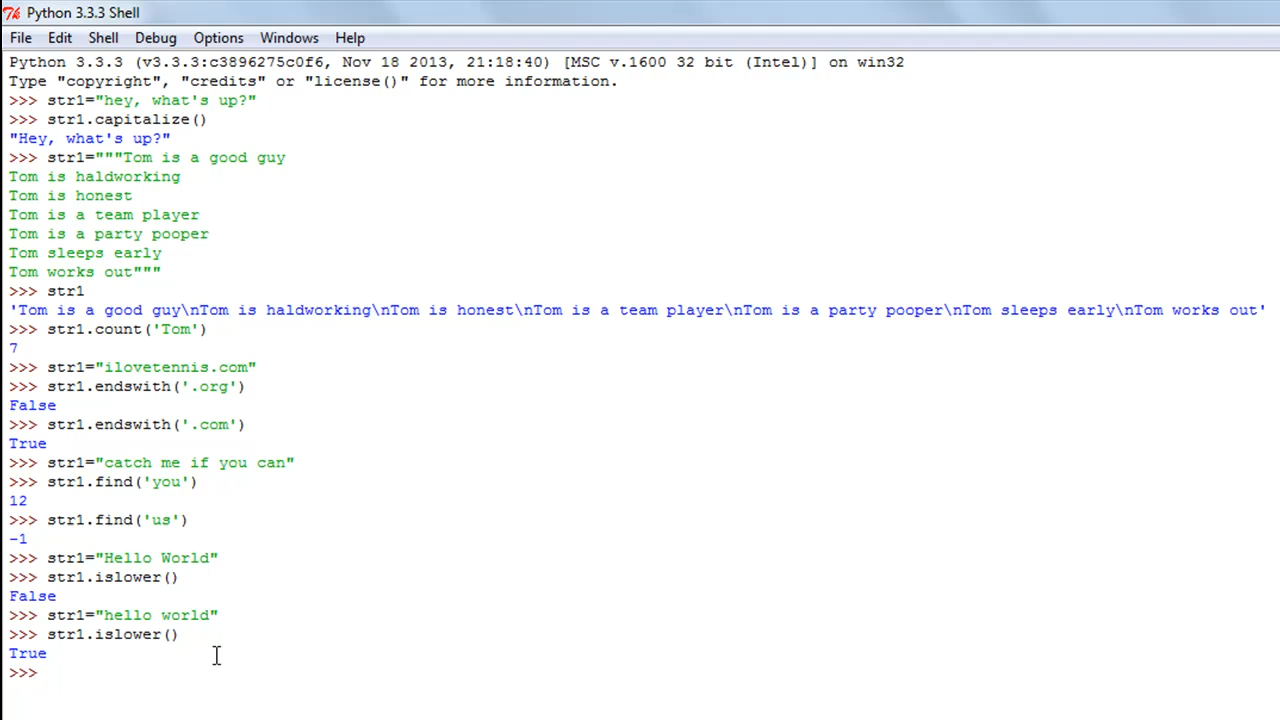 Python 3.3.3 Shell
File Edit Shell Debug Options Windows Help
Python 3.3.3 (v3.3.3:c3896275c0f6, Nov 18 2013, 21:18:40) [MSC v.1600 32 bit (Intel)] on win32
Type "copyright", "credits" or "license()" for more information.
>>> str1="hey, what's up?"
>>> str1.capitalize()
"Hey, what's up?"
>>> str1="""Tom is a good guy
Tom is haldworking
Tom is honest
Tom is a team player
Tom is a party pooper
Tom sleeps early
Tom works out"""
>>> str1
'Tom is a good guy\nTom is haldworking\nTom is honest\nTom is a team player\nTom is a party pooper\nTom sleeps early\nTom works out'
>>> str1.count('Tom')
7
>>> str1="ilovetennis.com"
>>> str1.endswith('.org')
False
>>> str1.endswith('.com')
True
>>> str1="catch me if you can"
>>> str1.find('you')
12
>>> str1.find('us')
-1
>>> str1="Hello World"
>>> str1.islower()
False
>>> str1="hello world"
>>> str1.islower()
True
>>>